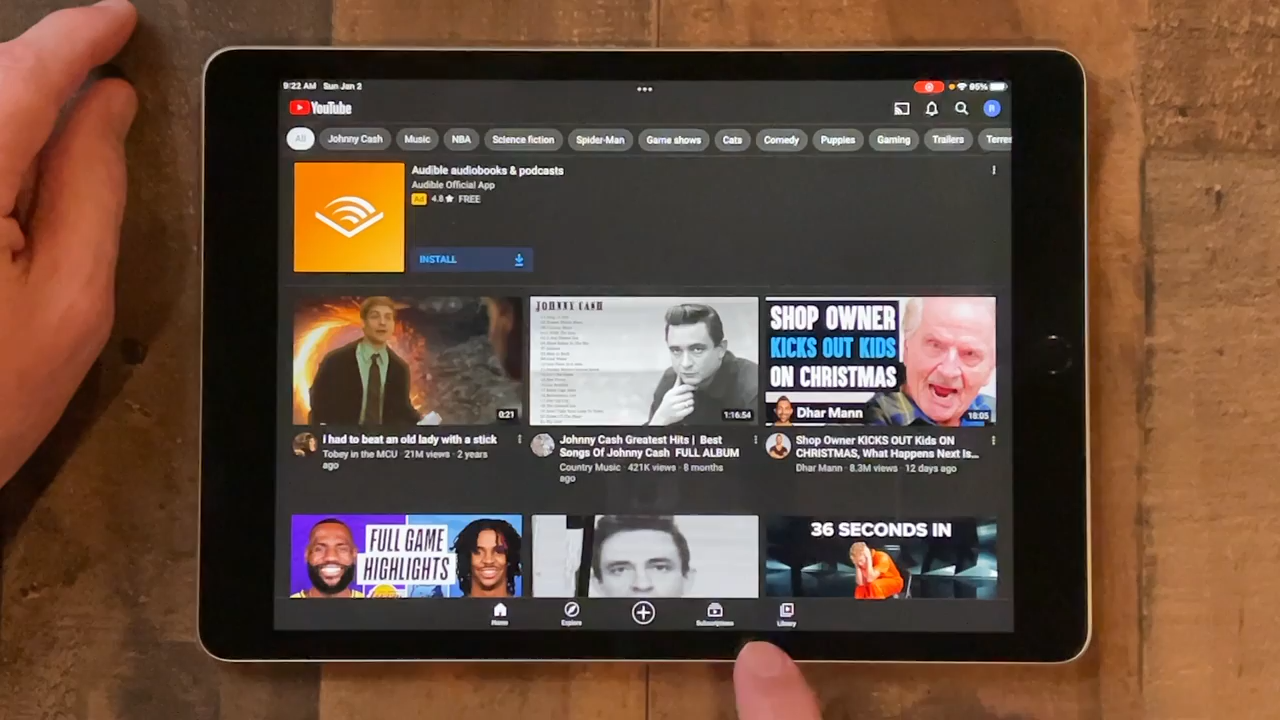 9:22 AM Sun Jan 2
95%
YouTube
All Johnny Cash Music NBA Science fiction Spider-Man Game shows Cats Comedy Puppies Gaming Trailers Terre
Audible audiobooks & podcasts
Audible Official App
Ad 4.8★ FREE
INSTALL
0:21
I had to beat an old lady with a stick
Tobey in the MCU · 21M views · 2 years
ago
JOHNNY CASH
1:16:54
Johnny Cash Greatest Hits | Best
Songs Of Johnny Cash FULL ALBUM
Country Music · 421K views · 8 months
ago
SHOP OWNER
KICKS OUT KIDS
ON CHRISTMAS
Dhar Mann
18:05
Shop Owner KICKS OUT Kids ON
CHRISTMAS, What Happens Next Is...
Dhar Mann · 8.3M views · 12 days ago
FULL GAME
HIGHLIGHTS
36 SECONDS IN
Home Explore Subscriptions Library